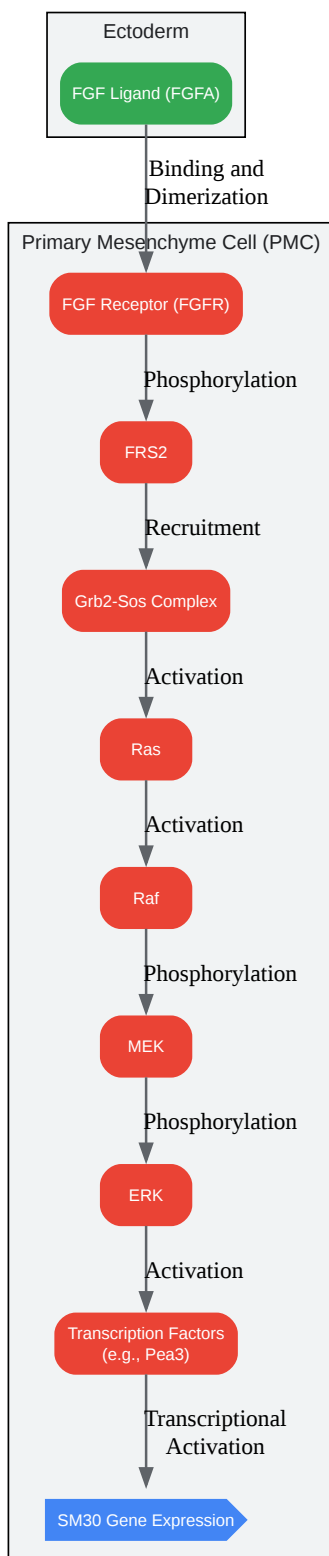 Ectoderm
FGF Ligand (FGFA)
Binding and
Dimerization
Primary Mesenchyme Cell (PMC)
FGF Receptor (FGFR)
Phosphorylation
FRS2
Recruitment
Grb2-Sos Complex
Activation
Ras
Activation
Raf
Phosphorylation
MEK
Phosphorylation
ERK
Activation
Transcription Factors
(e.g., Pea3)
Transcriptional
Activation
SM30 Gene Expression